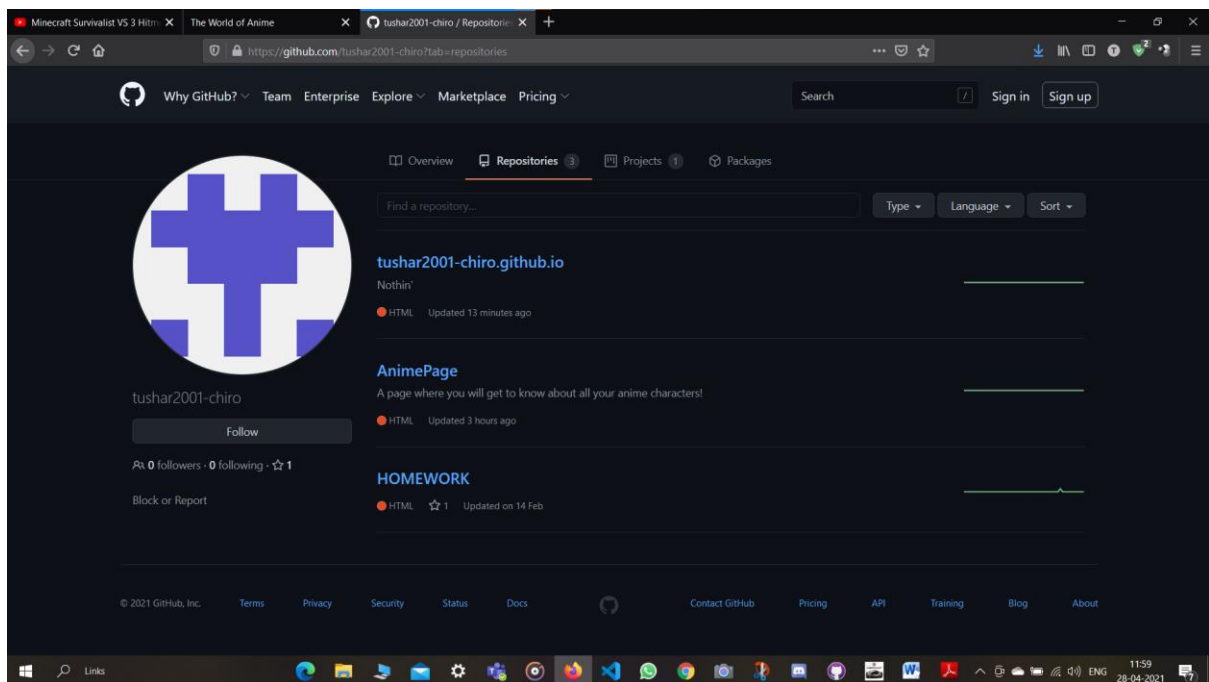 Minecraft Survivalist VS 3 Hitm
The World of Anime
tushar2001-chiro / Repositories
https://github.com/tushar2001-chiro?tab=repositories
Why GitHub? Team Enterprise Explore Marketplace Pricing
Search /
Sign in Sign up
Overview Repositories 3 Projects 1 Packages
Find a repository...
Type Language Sort
tushar2001-chiro.github.io
Nothin'
HTML Updated 13 minutes ago
AnimePage
A page where you will get to know about all your anime characters!
HTML Updated 3 hours ago
HOMEWORK
HTML 1 Updated on 14 Feb
tushar2001-chiro
Follow
0 followers · 0 following · 1
Block or Report
© 2021 GitHub, Inc. Terms Privacy Security Status Docs Contact GitHub Pricing API Training Blog About
Links
ENG
11:59
28-04-2021